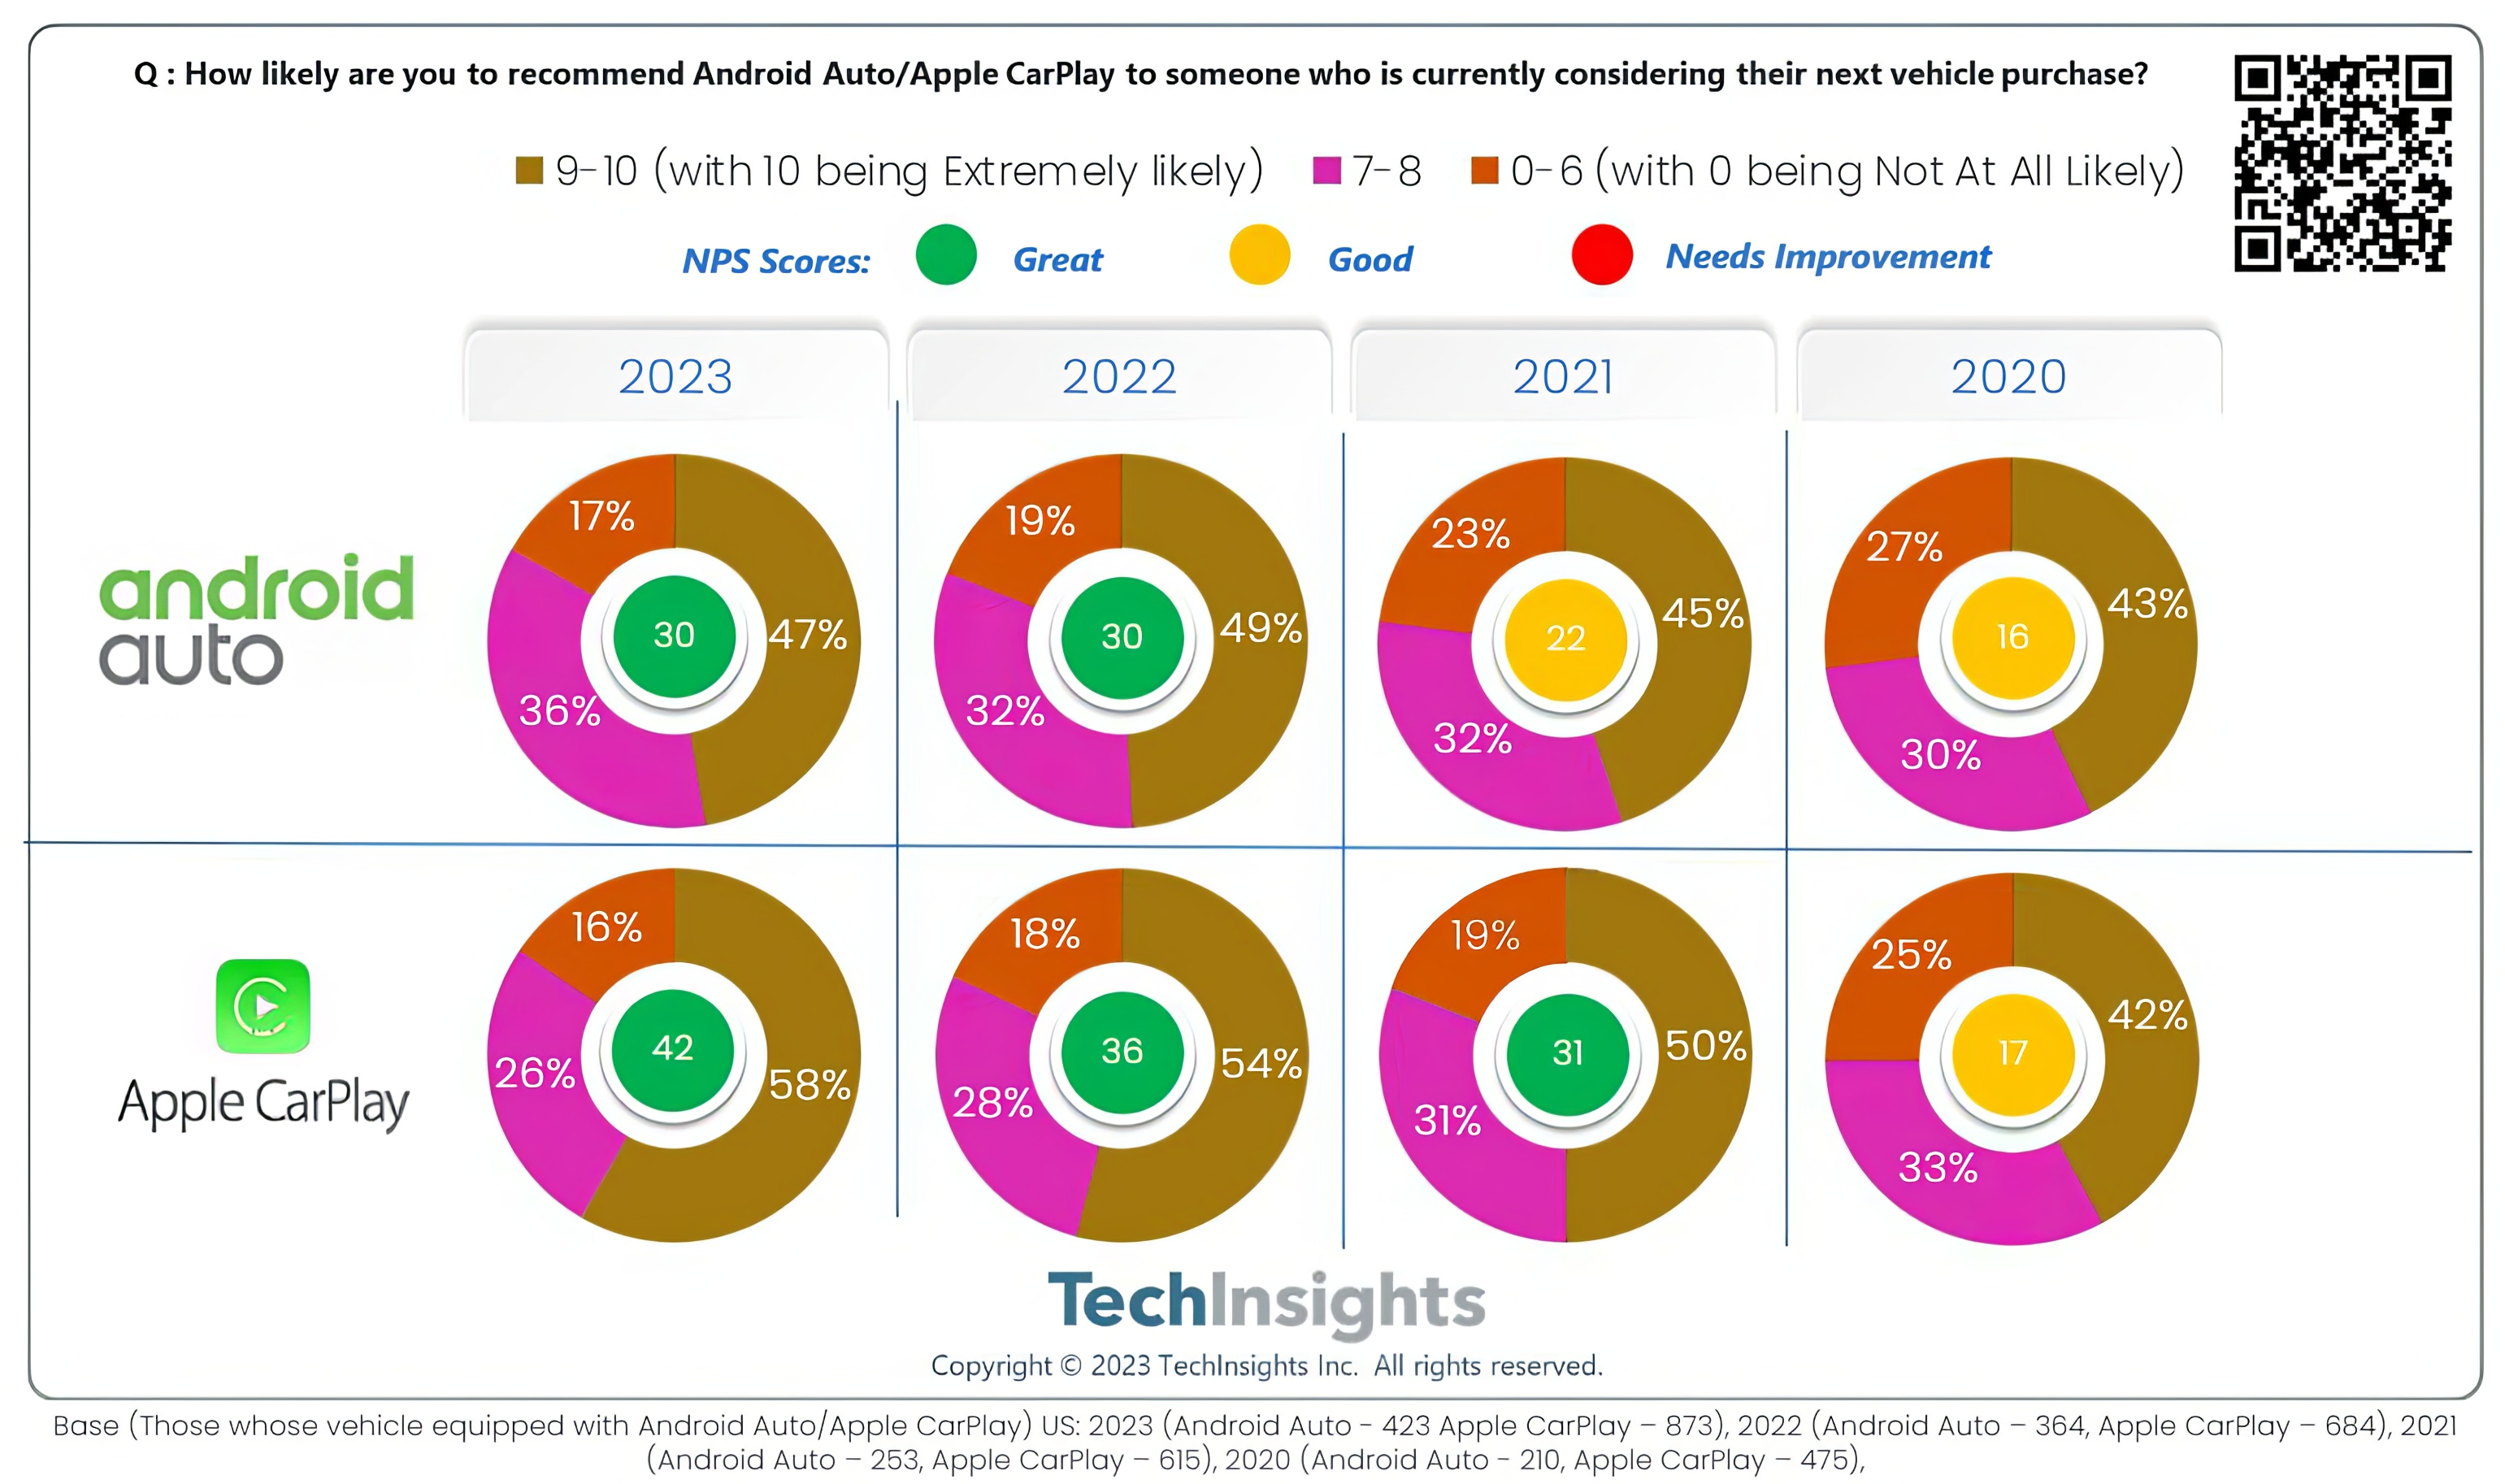 Q : How likely are you to recommend Android Auto/Apple CarPlay to someone who is currently considering their next vehicle purchase?
9-10 (with 10 being Extremely likely) 7-8 0-6 (with 0 being Not At All Likely)
NPS Scores: Great Good Needs Improvement
2023 2022 2021 2020
android
auto
17% 47% 36% 30
19% 49% 32% 30
23% 45% 32% 22
27% 43% 30% 16
Apple CarPlay
16% 58% 26% 42
18% 54% 28% 36
19% 50% 31% 31
25% 42% 33% 17
TechInsights
Copyright © 2023 TechInsights Inc. All rights reserved.
Base (Those whose vehicle equipped with Android Auto/Apple CarPlay) US: 2023 (Android Auto - 423 Apple CarPlay – 873), 2022 (Android Auto – 364, Apple CarPlay – 684), 2021
(Android Auto – 253, Apple CarPlay – 615), 2020 (Android Auto - 210, Apple CarPlay – 475),